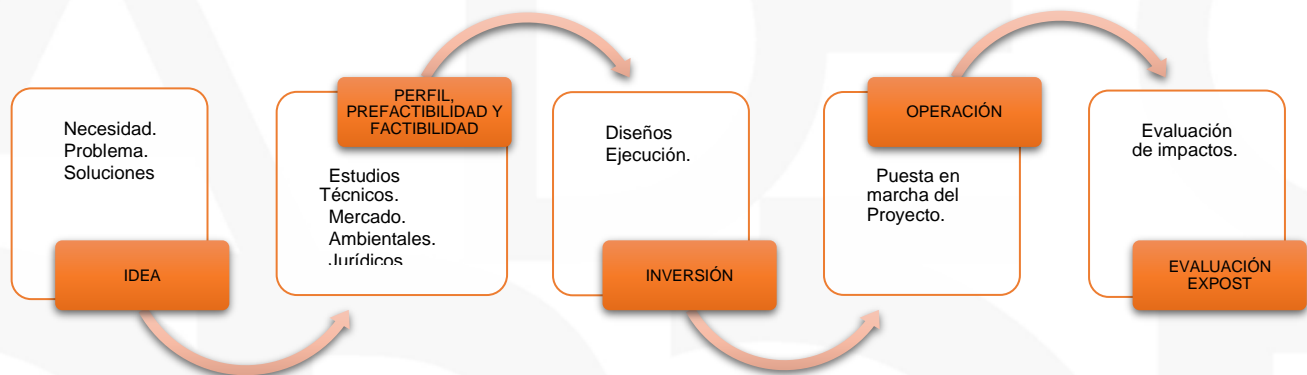 Necesidad.
Problema.
Soluciones
IDEA
PERFIL,
PREFACTIBILIDAD Y
FACTIBILIDAD
Estudios
Técnicos.
Mercado.
Ambientales.
Jurídicos
Diseños
Ejecución.
INVERSIÓN
OPERACIÓN
Puesta en
marcha del
Proyecto.
Evaluación
de impactos.
EVALUACIÓN
EXPOST